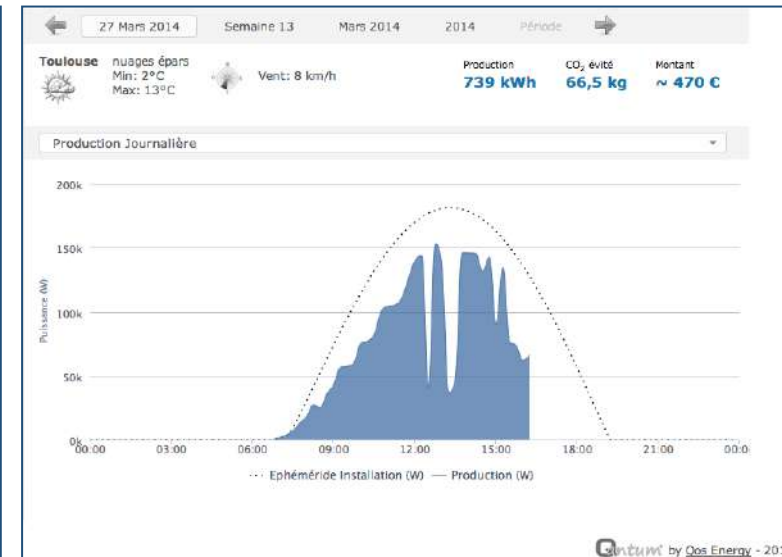 27 Mars 2014 Semaine 13 Mars 2014 2014 Période
Toulouse nuages épars
Min: 2°C
Max: 13°C
Vent: 8 km/h
Production CO₂ évité Montant
739 kWh 66,5 kg ~ 470 €
Production Journalière
200k
150k
100k
50k
0k
Puissance (W)
00:00 03:00 06:00 09:00 12:00 15:00 18:00 21:00 00:0
Ephéméride Installation (W) Production (W)
Qantum by Qos Energy - 201